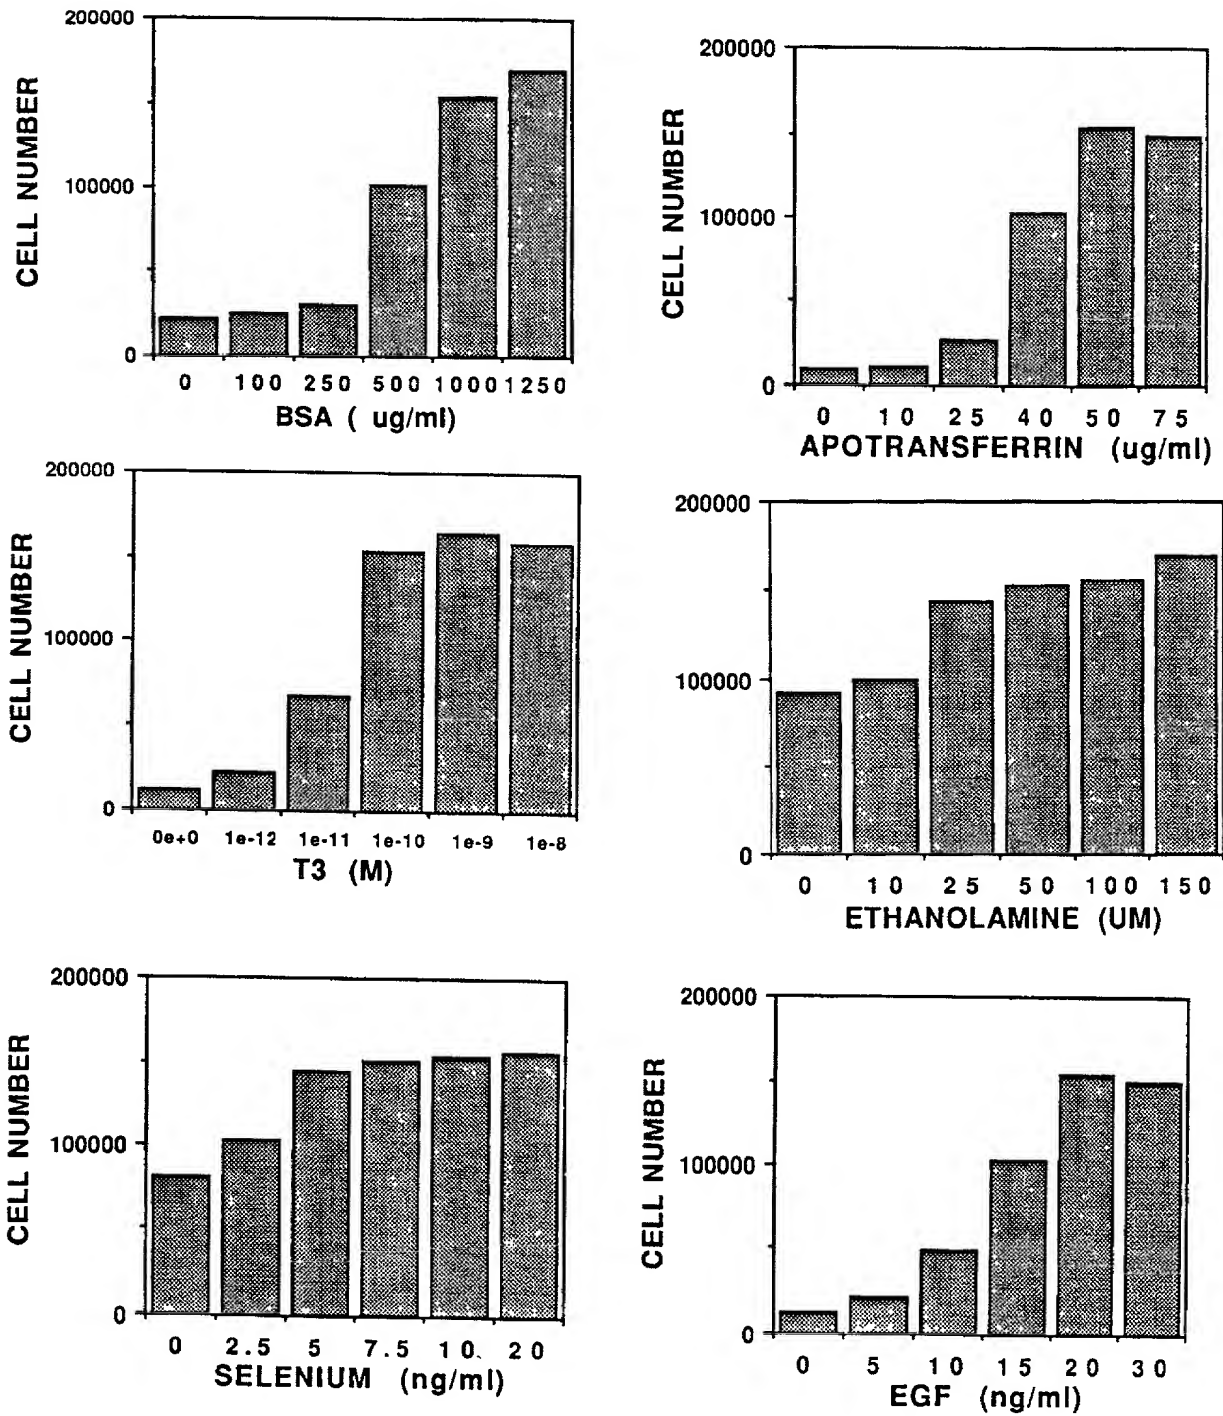 200000
CELL NUMBER
100000
0
0 100 250 500 1000 1250
BSA ( ug/ml)
200000
CELL NUMBER
100000
0
0 10 25 40 50 75
APOTRANSFERRIN (ug/ml)
200000
CELL NUMBER
100000
0
0e+0 1e-12 1e-11 1e-10 1e-9 1e-8
T3 (M)
200000
CELL NUMBER
100000
0
0 10 25 50 100 150
ETHANOLAMINE (UM)
200000
CELL NUMBER
100000
0
0 2.5 5 7.5 10. 20
SELENIUM (ng/ml)
200000
CELL NUMBER
100000
0
0 5 10 15 20 30
EGF (ng/ml)